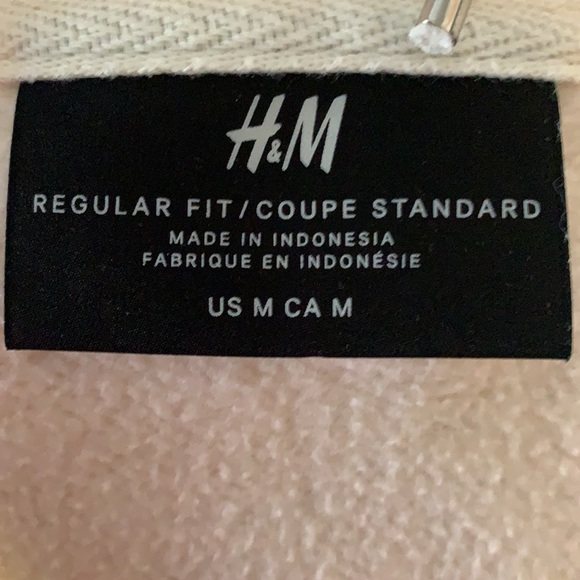 H&M
REGULAR FIT/COUPE STANDARD
MADE IN INDONESIA
FABRIQUE EN INDONÉSIE
US M CA M